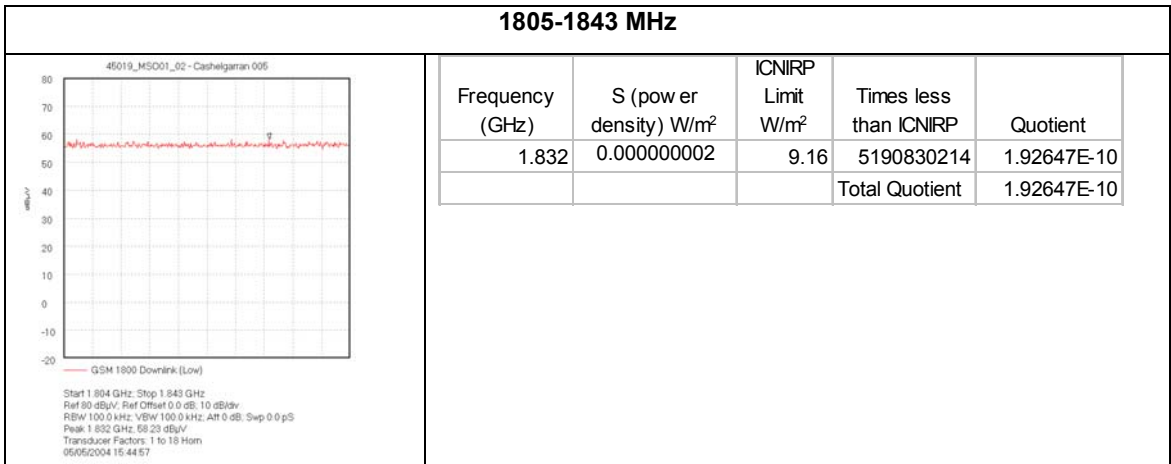 1805-1843 MHz
45019_MSO01_02 - Cashelgarran 005
80
70
60
50
40
30
20
10
0
-10
-20
dBµV
GSM 1800 Downlink (Low)
Start 1.804 GHz; Stop 1.843 GHz
Ref 80 dBµV; Ref Offset 0.0 dB; 10 dB/div
RBW 100.0 kHz; VBW 100.0 kHz; Att 0 dB; Swp 0.0 pS
Peak 1.832 GHz, 58.23 dBµV
Transducer Factors: 1 to 18 Horn
05/05/2004 15:44:57
Frequency (GHz) S (pow er density) W/m² ICNIRP Limit W/m² Times less than ICNIRP Quotient
1.832 0.000000002 9.16 5190830214 1.92647E-10
Total Quotient 1.92647E-10